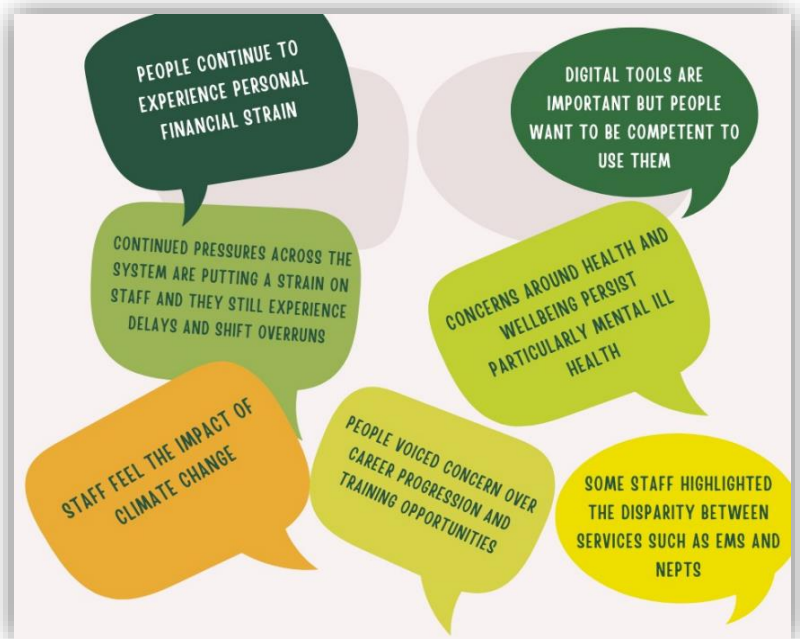 PEOPLE CONTINUE TO
EXPERIENCE PERSONAL
FINANCIAL STRAIN
DIGITAL TOOLS ARE
IMPORTANT BUT PEOPLE
WANT TO BE COMPETENT TO
USE THEM
CONTINUED PRESSURES ACROSS THE
SYSTEM ARE PUTTING A STRAIN ON
STAFF AND THEY STILL EXPERIENCE
DELAYS AND SHIFT OVERRUNS
CONCERNS AROUND HEALTH AND
WELLBEING PERSIST
PARTICULARLY MENTAL ILL
HEALTH
STAFF FEEL THE IMPACT OF
CLIMATE CHANGE
PEOPLE VOICED CONCERN OVER
CAREER PROGRESSION AND
TRAINING OPPORTUNITIES
SOME STAFF HIGHLIGHTED
THE DISPARITY BETWEEN
SERVICES SUCH AS EMS AND
NEPTS